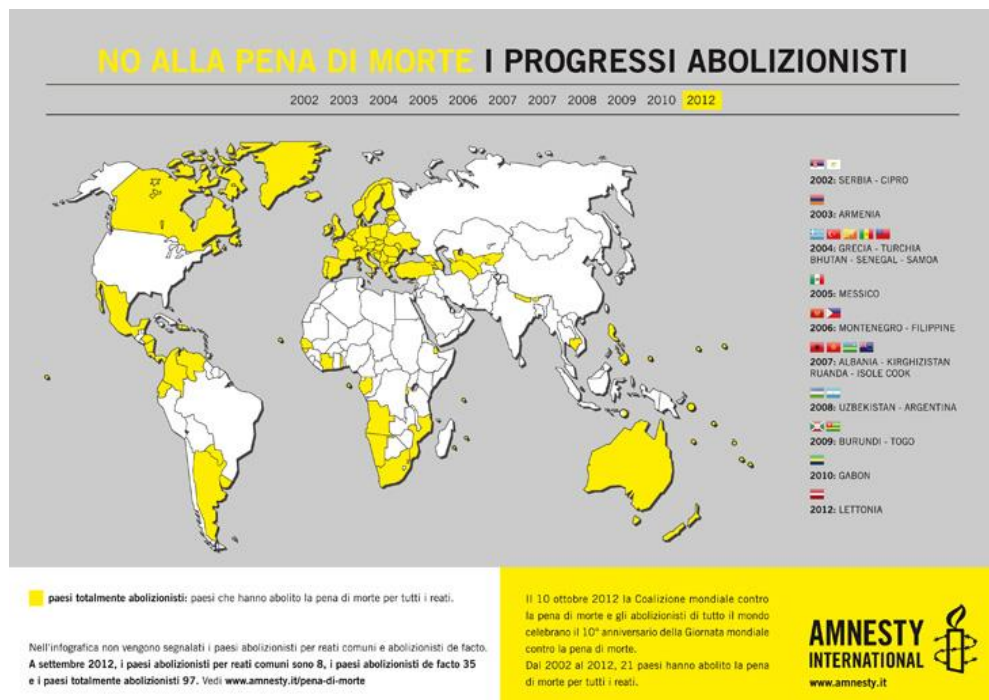 NO ALLA PENA DI MORTE I PROGRESSI ABOLIZIONISTI
2002 2003 2004 2005 2006 2007 2007 2008 2009 2010 2012
2002: SERBIA - CIPRO
2003: ARMENIA
2004: GRECIA - TURCHIA
BHUTAN - SENEGAL - SAMOA
2005: MESSICO
2006: MONTENEGRO - FILIPPINE
2007: ALBANIA - KIRGHIZISTAN
RUANDA - ISOLE COOK
2008: UZBEKISTAN - ARGENTINA
2009: BURUNDI - TOGO
2010: GABON
2012: LETTONIA
paesi totalmente abolizionisti: paesi che hanno abolito la pena di morte per tutti i reati.
Nell'infografica non vengono segnalati i paesi abolizionisti per reati comuni e abolizionisti de facto.
A settembre 2012, i paesi abolizionisti per reati comuni sono 8, i paesi abolizionisti de facto 35
e i paesi totalmente abolizionisti 97. Vedi www.amnesty.it/pena-di-morte
Il 10 ottobre 2012 la Coalizione mondiale contro
la pena di morte e gli abolizionisti di tutto il mondo
celebrano il 10° anniversario della Giornata mondiale
contro la pena di morte.
Dal 2002 al 2012, 21 paesi hanno abolito la pena
di morte per tutti i reati.
AMNESTY
INTERNATIONAL
www.amnesty.it